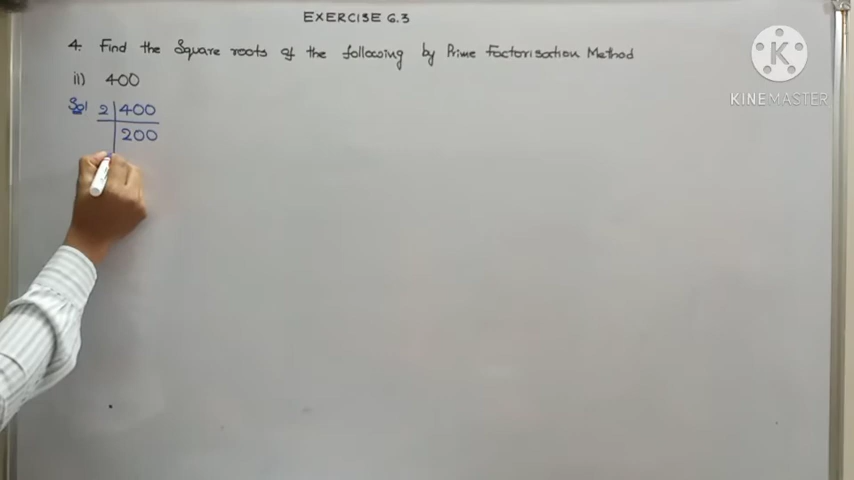 EXERCISE 6.3
4. Find the Square roots of the following by Prime Factorisation Method
ii) 400
Sol 2 400
200
K
KINEMASTER